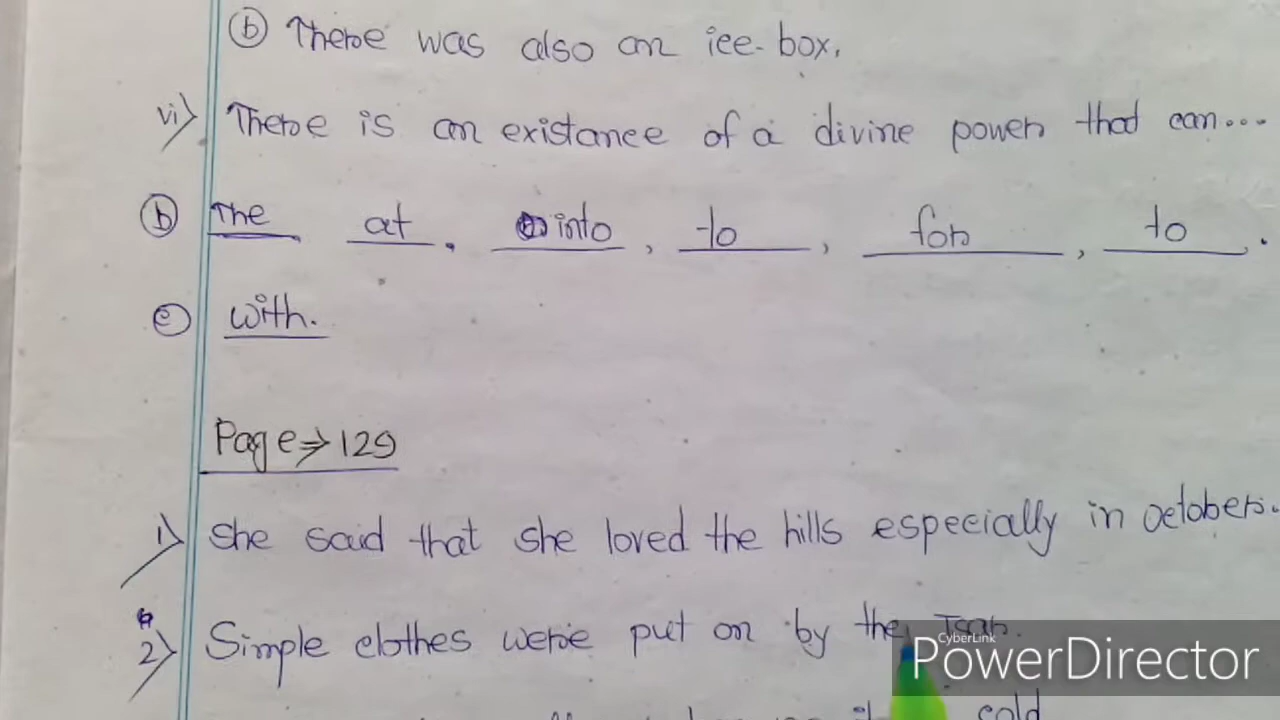 (b) There was also an ice-box.
vi) There is an existance of a divine power that can...
(b) The at. into, to, for, to.
(c) with.
Page ⇒ 129
1) She said that she loved the hills especially in october.
2) Simple clothes were put on by the Tsar.
cold
CyberLink
PowerDirector